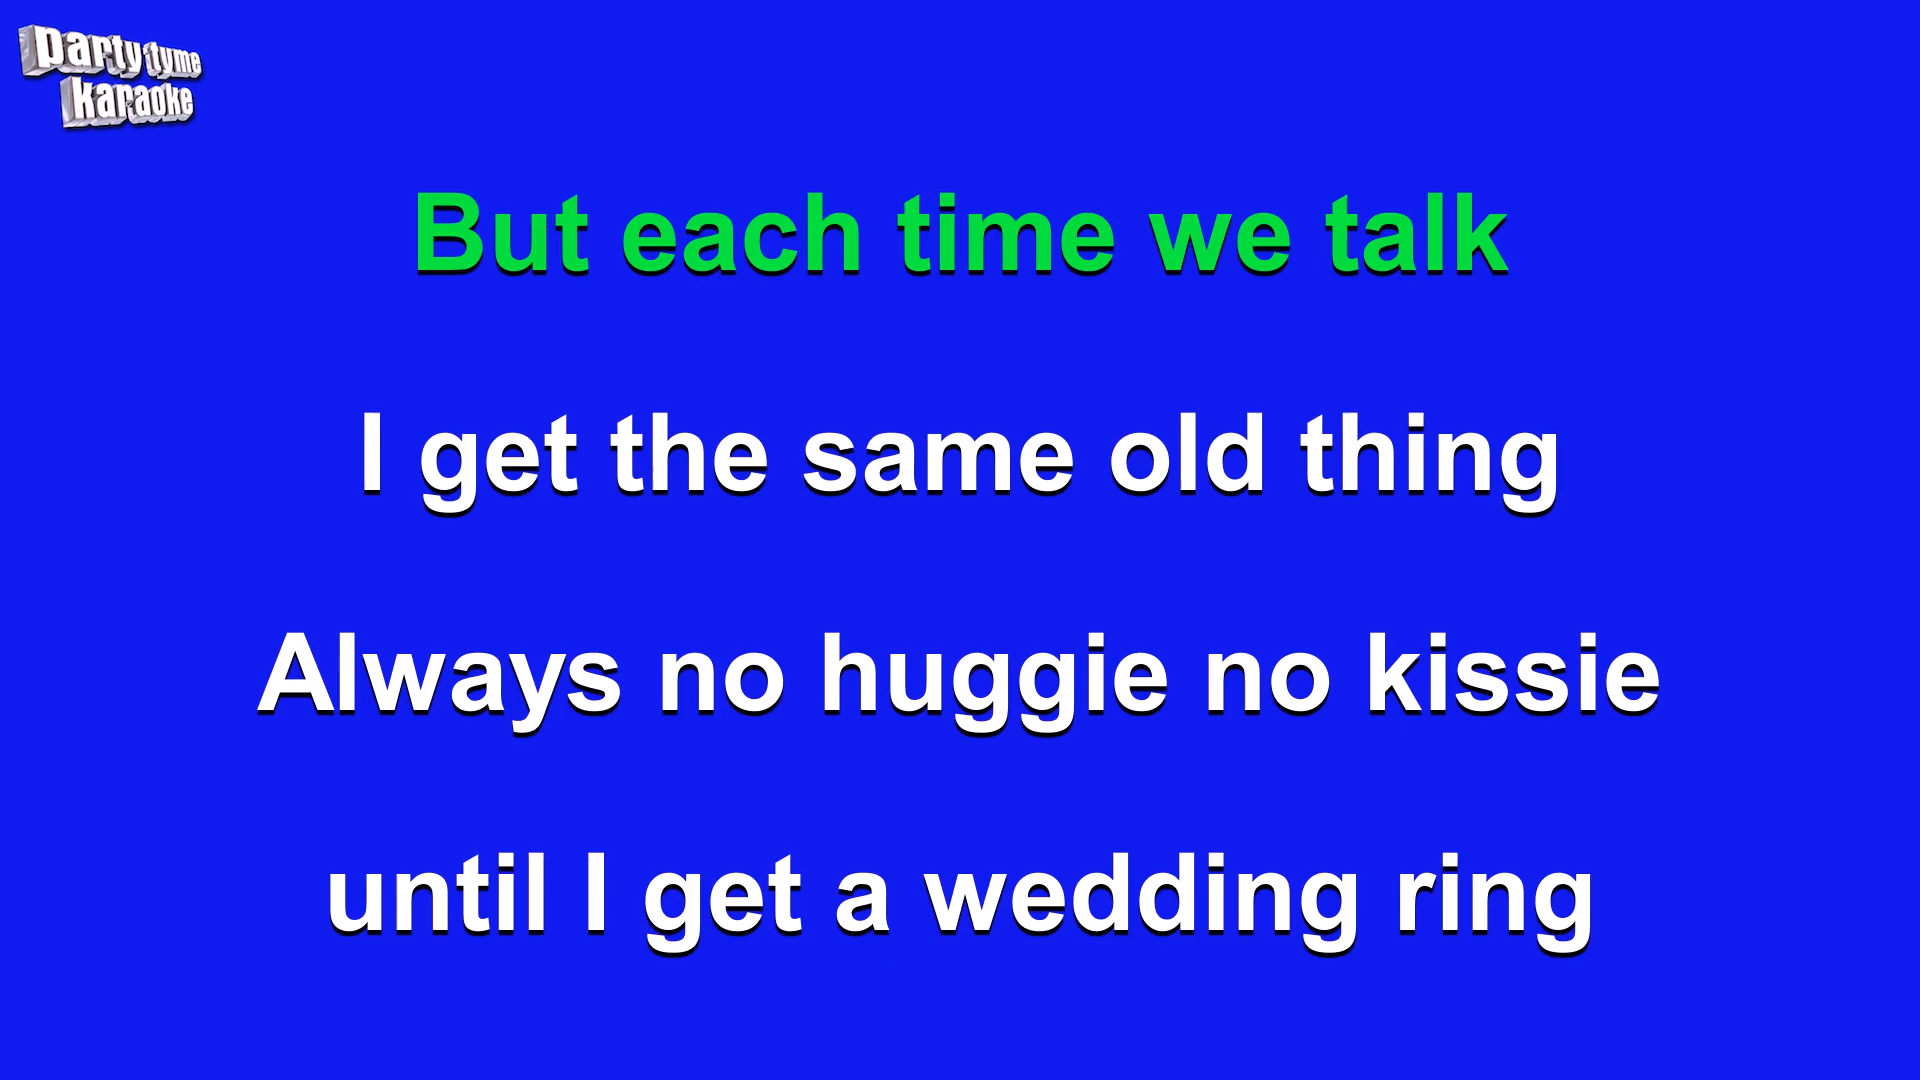 party tyme
karaoke
But each time we talk
I get the same old thing
Always no huggie no kissie
until I get a wedding ring